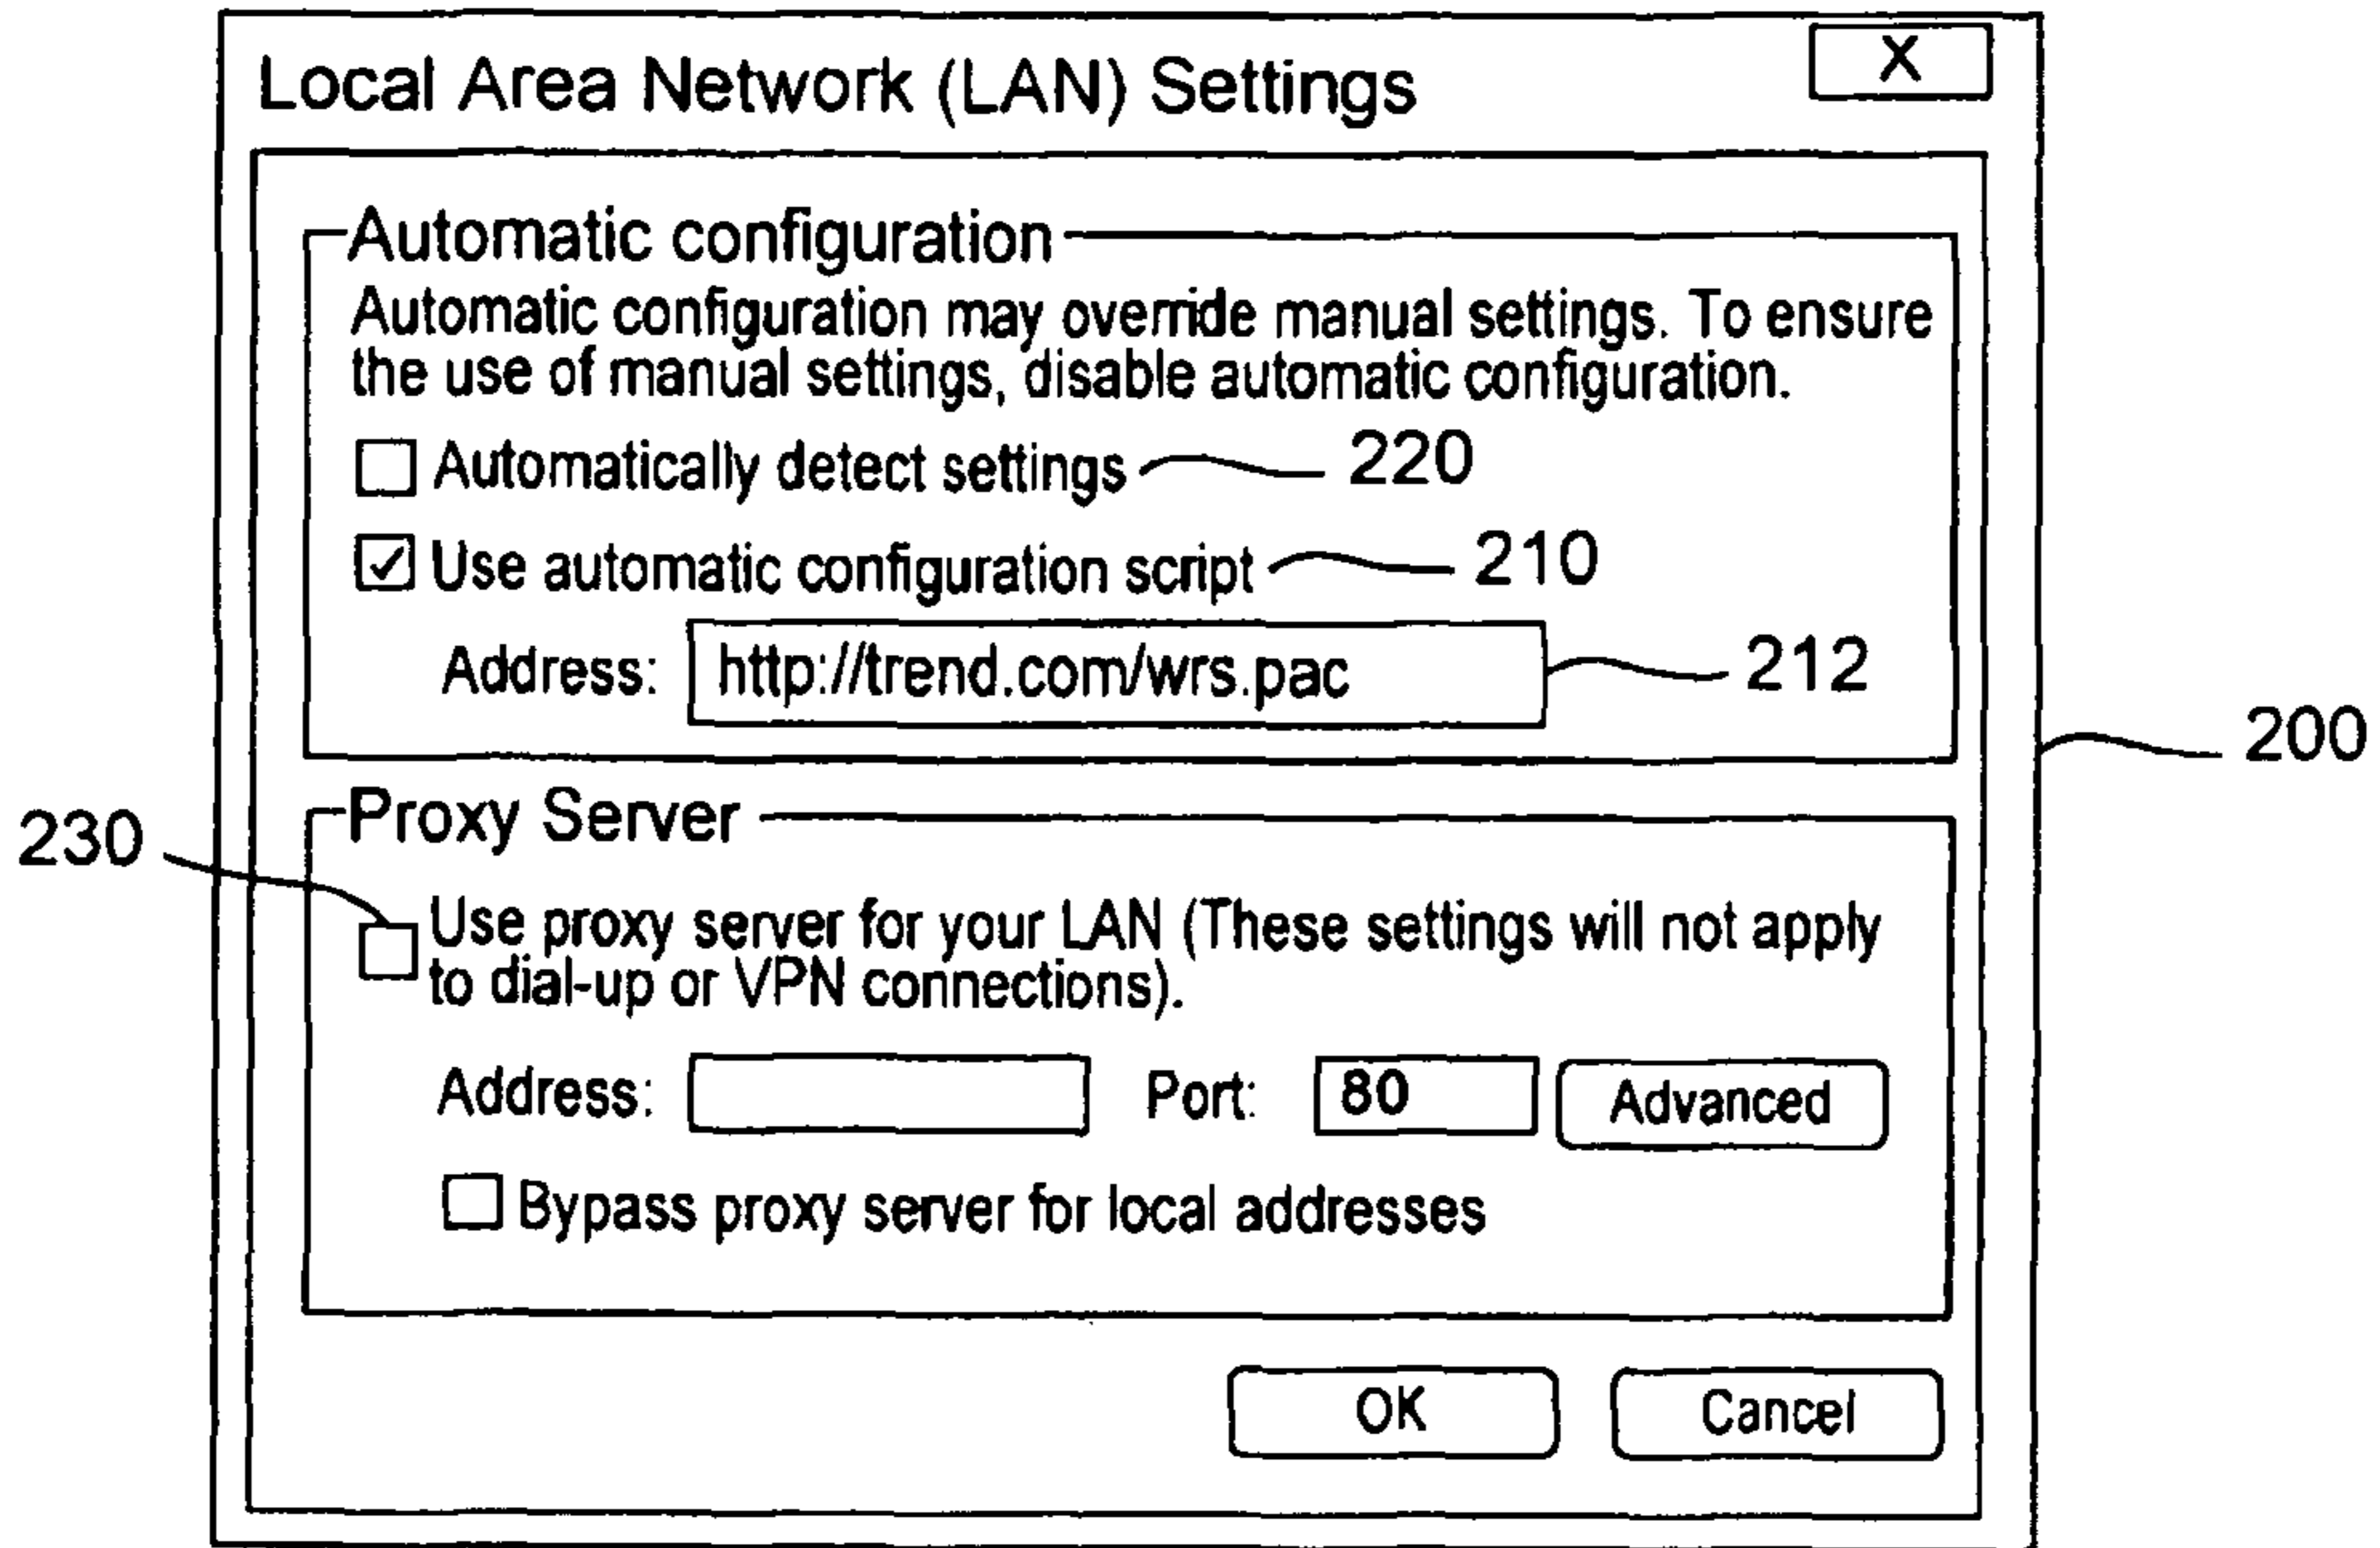 Local Area Network (LAN) Settings
X
Automatic configuration
Automatic configuration may override manual settings. To ensure
the use of manual settings, disable automatic configuration.
Automatically detect settings
220
Use automatic configuration script
210
Address:
http://trend.com/wrs.pac
212
200
Proxy Server
230
Use proxy server for your LAN (These settings will not apply
to dial-up or VPN connections).
Address:
Port:
80
Advanced
Bypass proxy server for local addresses
OK
Cancel